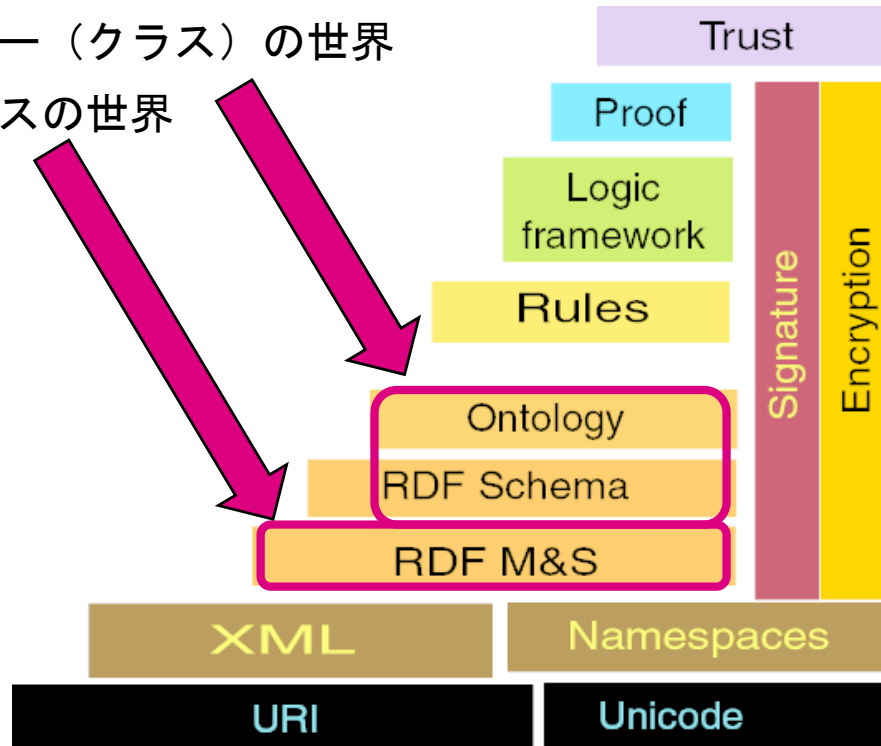 ー（クラス）の世界
スの世界
Trust
Proof
Logic
framework
Rules
Ontology
RDF Schema
RDF M&S
Signature
Encryption
XML
Namespaces
URI
Unicode